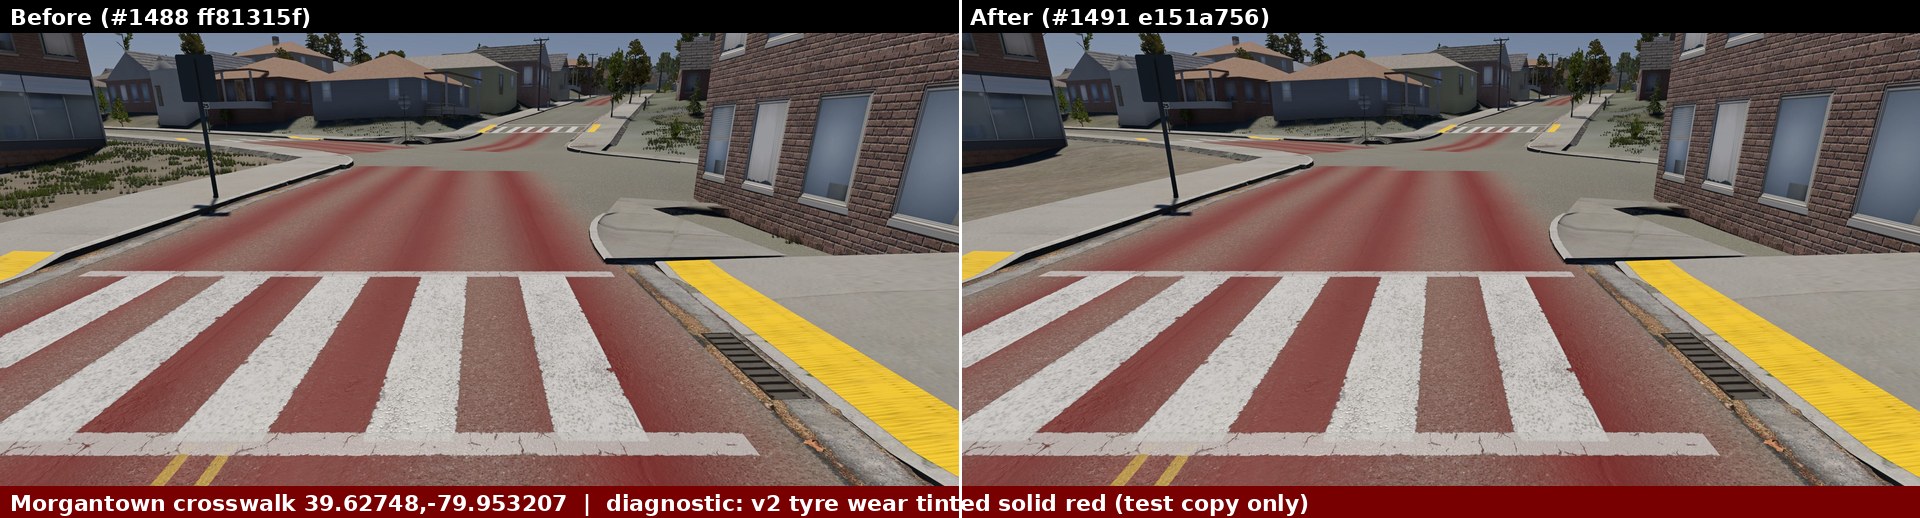 Before (#1488 ff81315f)
After (#1491 e151a756)
Morgantown crosswalk 39.62748,-79.953207 | diagnostic: v2 tyre wear tinted solid red (test copy only)